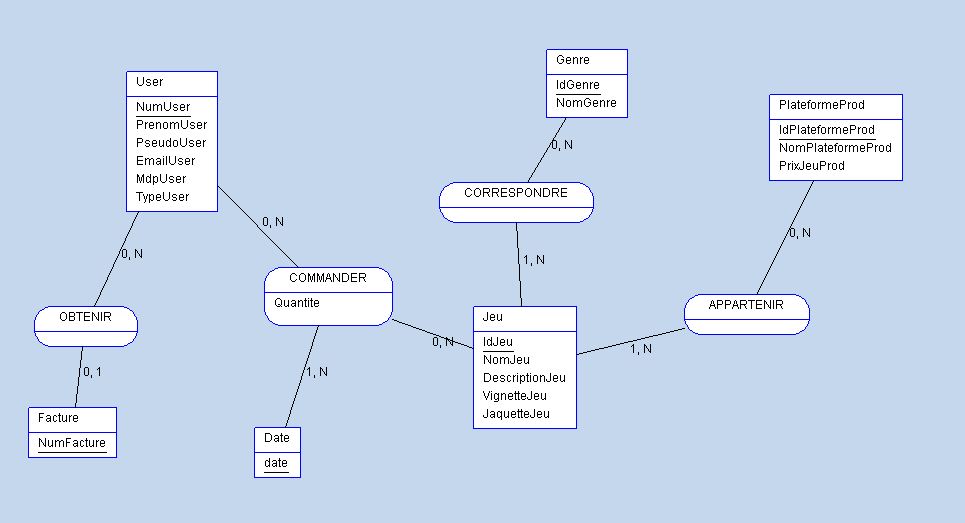 User
NumUser
PrenomUser
PseudoUser
EmailUser
MdpUser
TypeUser
Genre
IdGenre
NomGenre
PlateformeProd
IdPlateformeProd
NomPlateformeProd
PrixJeuProd
0, N
CORRESPONDRE
0, N
0, N
0, N
1, N
COMMANDER
Quantite
OBTENIR
APPARTENIR
Jeu
IdJeu
NomJeu
DescriptionJeu
VignetteJeu
JaquetteJeu
0, N
1, N
0, 1
1, N
Facture
NumFacture
Date
date